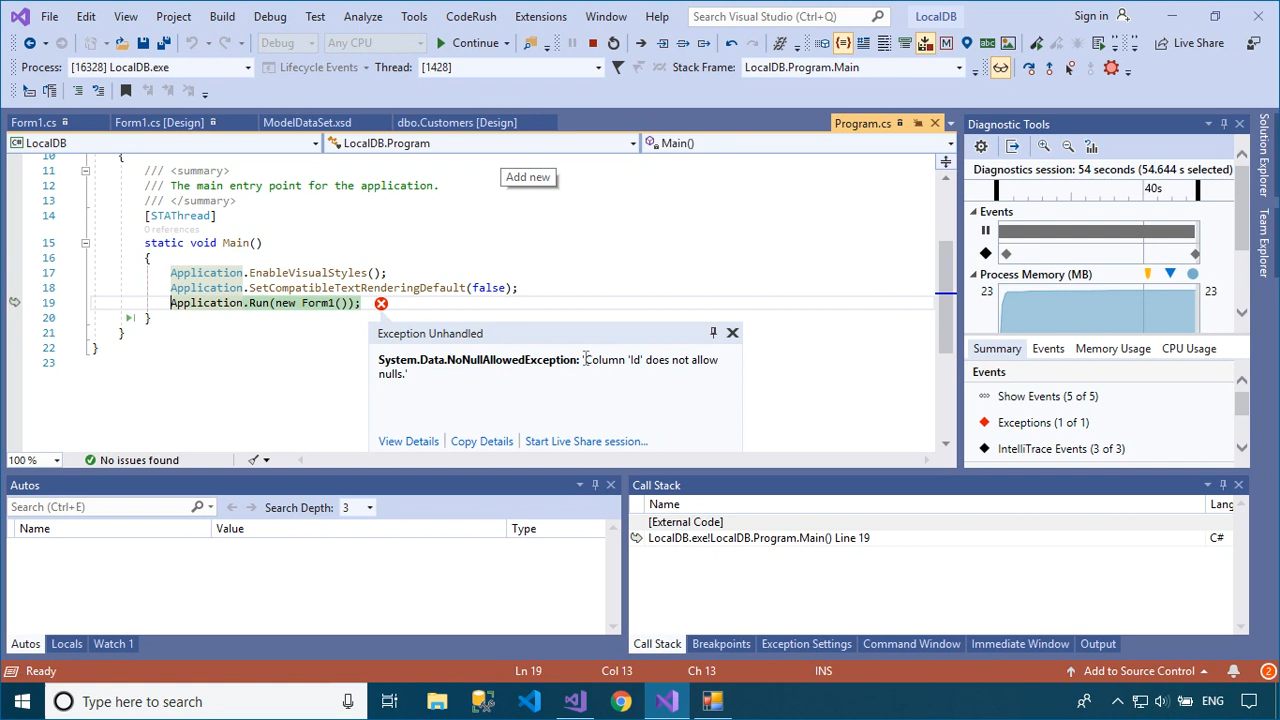 File Edit View Project Build Debug Test Analyze Tools CodeRush Extensions Window Help Search Visual Studio (Ctrl+Q) LocalDB Sign in
Debug Any CPU Continue Live Share
Process: [16328] LocalDB.exe Lifecycle Events Thread: [1428] Stack Frame: LocalDB.Program.Main
Form1.cs Form1.cs [Design] ModelDataSet.xsd dbo.Customers [Design] Program.cs
LocalDB LocalDB.Program Main()
10 {
11 /// <summary>
12 /// The main entry point for the application.
13 /// </summary>
14 [STAThread]
0 references
15 static void Main()
16 {
17 Application.EnableVisualStyles();
18 Application.SetCompatibleTextRenderingDefault(false);
19 Application.Run(new Form1());
20 }
21 }
22 }
23
Add new
Exception Unhandled
System.Data.NoNullAllowedException: 'Column 'Id' does not allow
nulls.'
View Details Copy Details Start Live Share session...
100 % No issues found
Diagnostic Tools
Diagnostics session: 54 seconds (54.644 s selected)
40s
Events
Process Memory (MB)
23 23
Summary Events Memory Usage CPU Usage
Events
Show Events (5 of 5)
Exceptions (1 of 1)
IntelliTrace Events (3 of 3)
Solution Explorer
Team Explorer
Autos
Search (Ctrl+E) Search Depth: 3
Name Value Type
Autos Locals Watch 1
Call Stack
Name Lang
[External Code]
LocalDB.exe!LocalDB.Program.Main() Line 19 C#
Call Stack Breakpoints Exception Settings Command Window Immediate Window Output
Ready Ln 19 Col 13 Ch 13 INS Add to Source Control 2
Type here to search ENG